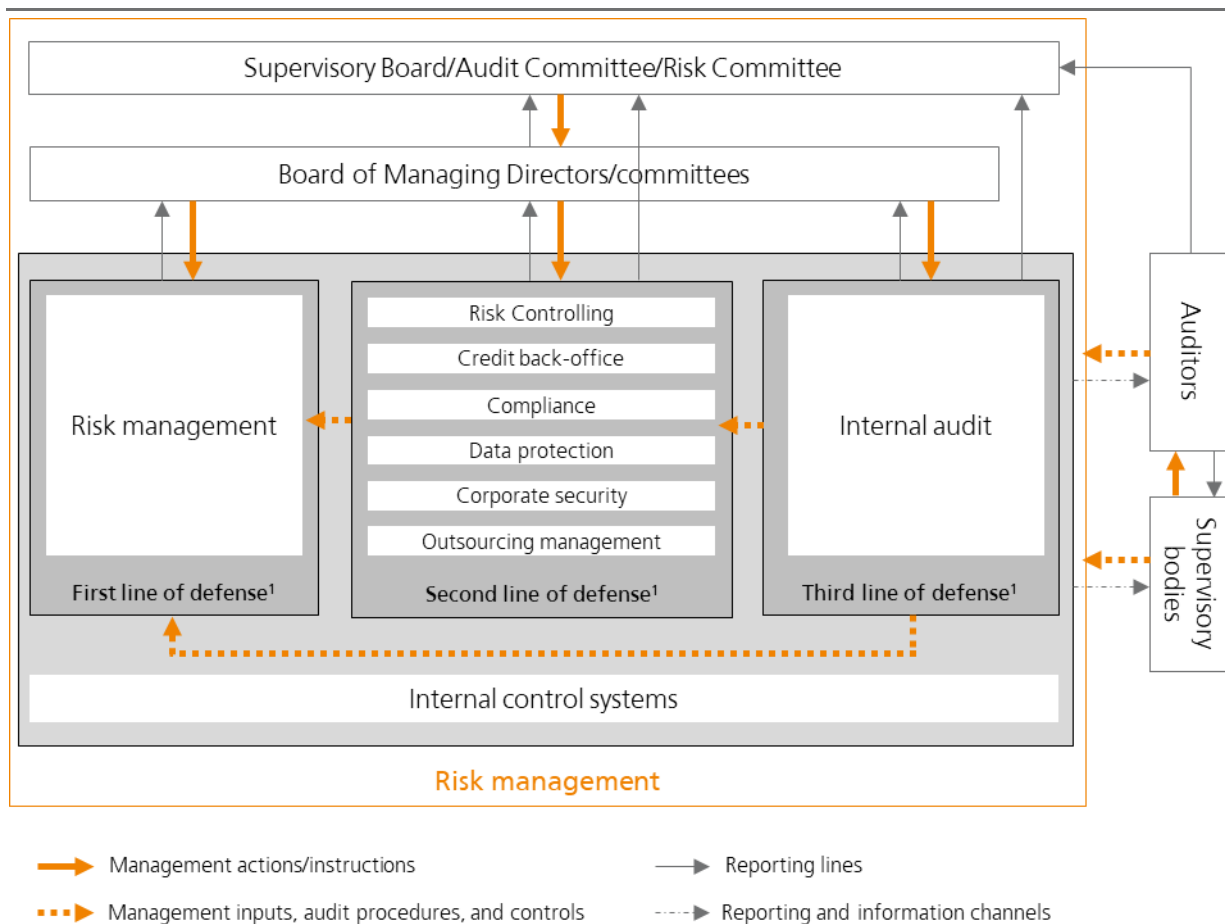 Supervisory Board/Audit Committee/Risk Committee
Board of Managing Directors/committees
Risk management
First line of defense¹
Risk Controlling
Credit back-office
Compliance
Data protection
Corporate security
Outsourcing management
Second line of defense¹
Internal audit
Third line of defense¹
Auditors
Supervisory
bodies
Internal control systems
Risk management
Management actions/instructions
Reporting lines
Management inputs, audit procedures, and controls
Reporting and information channels